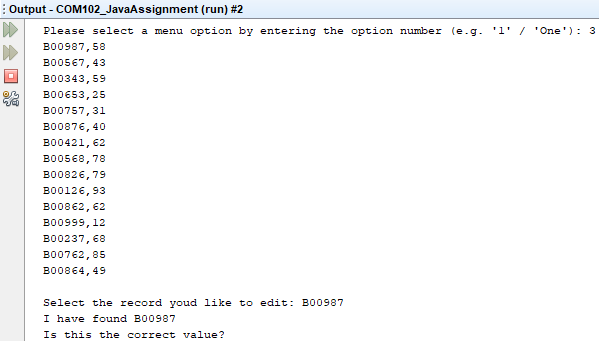 Output - COM102_JavaAssignment (run) #2
Please select a menu option by entering the option number (e.g. '1' / 'One'): 3
B00987,58
B00567,43
B00343,59
B00653,25
B00757,31
B00876,40
B00421,62
B00568,78
B00826,79
B00126,93
B00862,62
B00999,12
B00237,68
B00762,85
B00864,49
Select the record youd like to edit: B00987
I have found B00987
Is this the correct value?